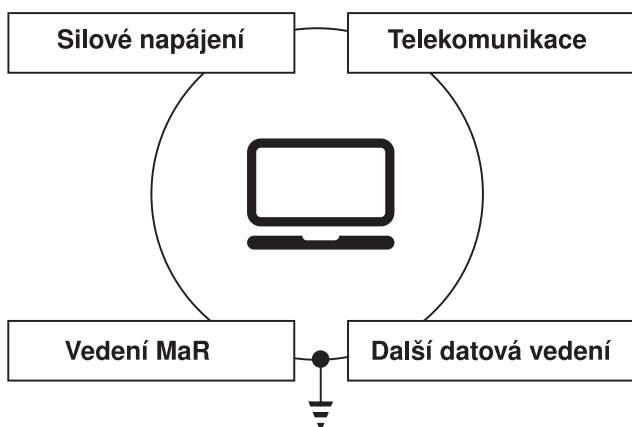 Silové napájení
Telekomunikace
Vedení MaR
Další datová vedení